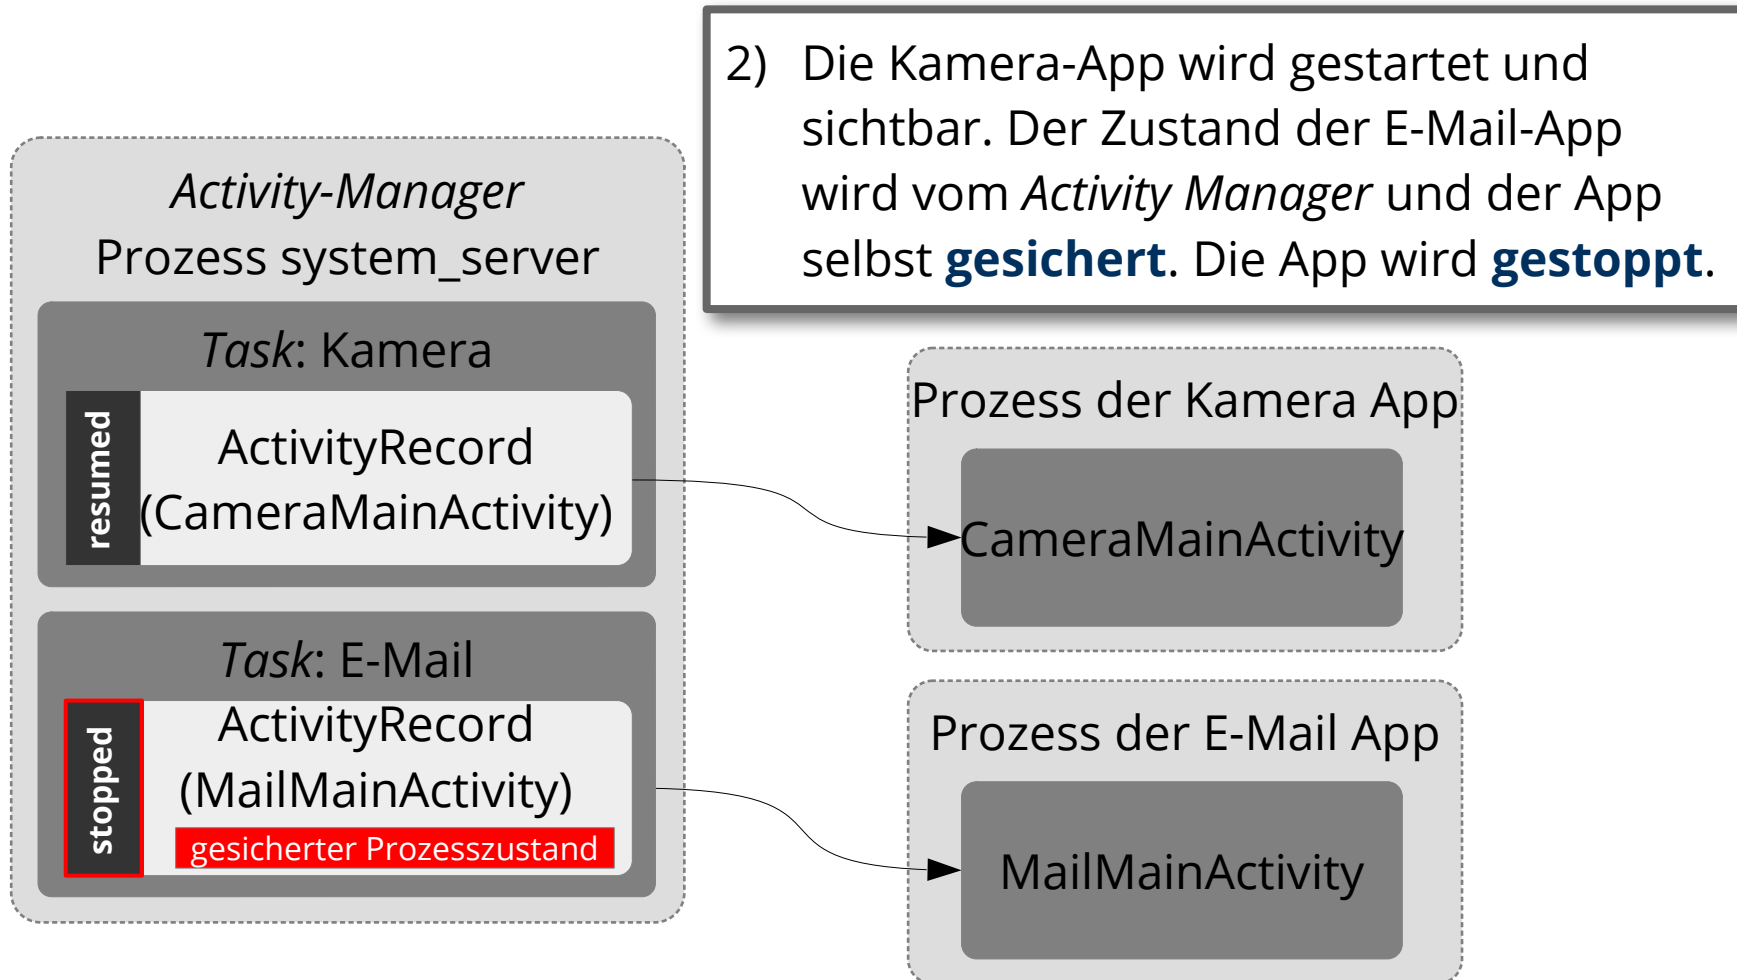 2) Die Kamera-App wird gestartet und
sichtbar. Der Zustand der E-Mail-App
wird vom Activity Manager und der App
selbst gesichert. Die App wird gestoppt.
Activity-Manager
Prozess system_server
Task: Kamera
resumed
ActivityRecord
(CameraMainActivity)
Task: E-Mail
stopped
ActivityRecord
(MailMainActivity)
gesicherter Prozesszustand
Prozess der Kamera App
CameraMainActivity
Prozess der E-Mail App
MailMainActivity